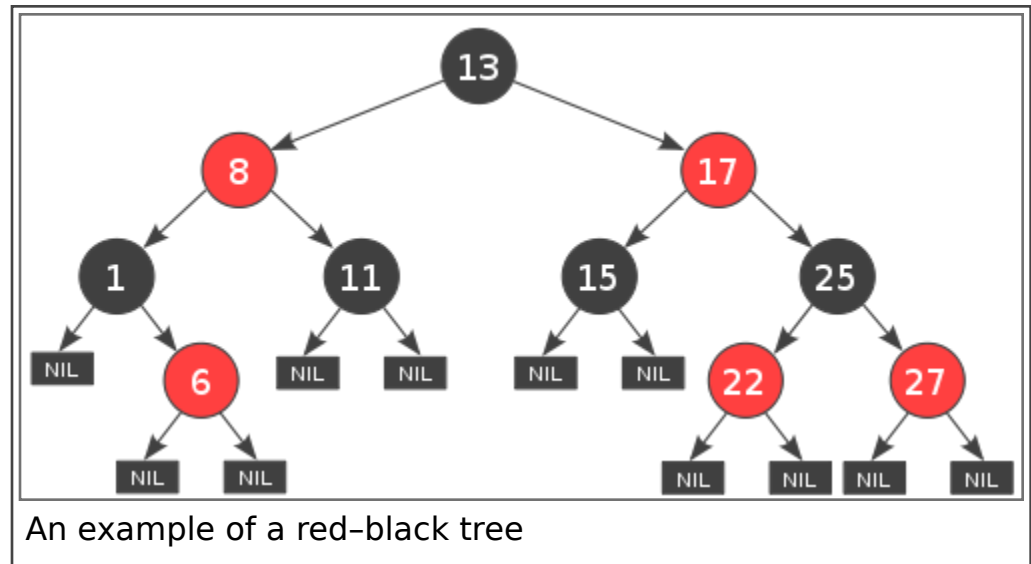 13
8 17
1 11 15 25
NIL 6 NIL NIL NIL NIL 22 27
NIL NIL NIL NIL NIL NIL
An example of a red–black tree